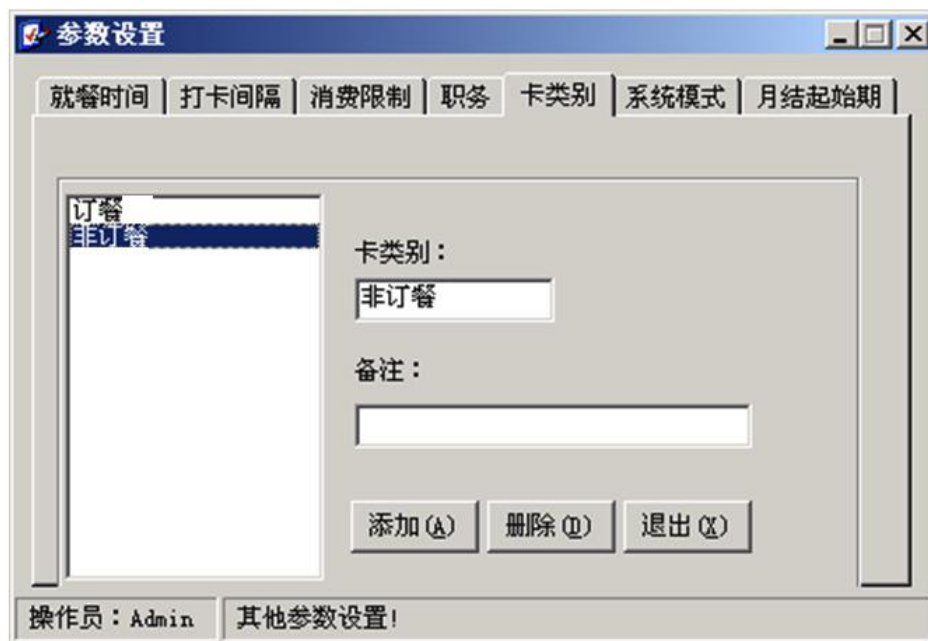 参数设置
就餐时间 打卡间隔 消费限制 职务 卡类别 系统模式 月结起始期
订餐
非订餐
卡类别：
非订餐
备注：
添加(A) 删除(D) 退出(X)
操作员：Admin 其他参数设置!